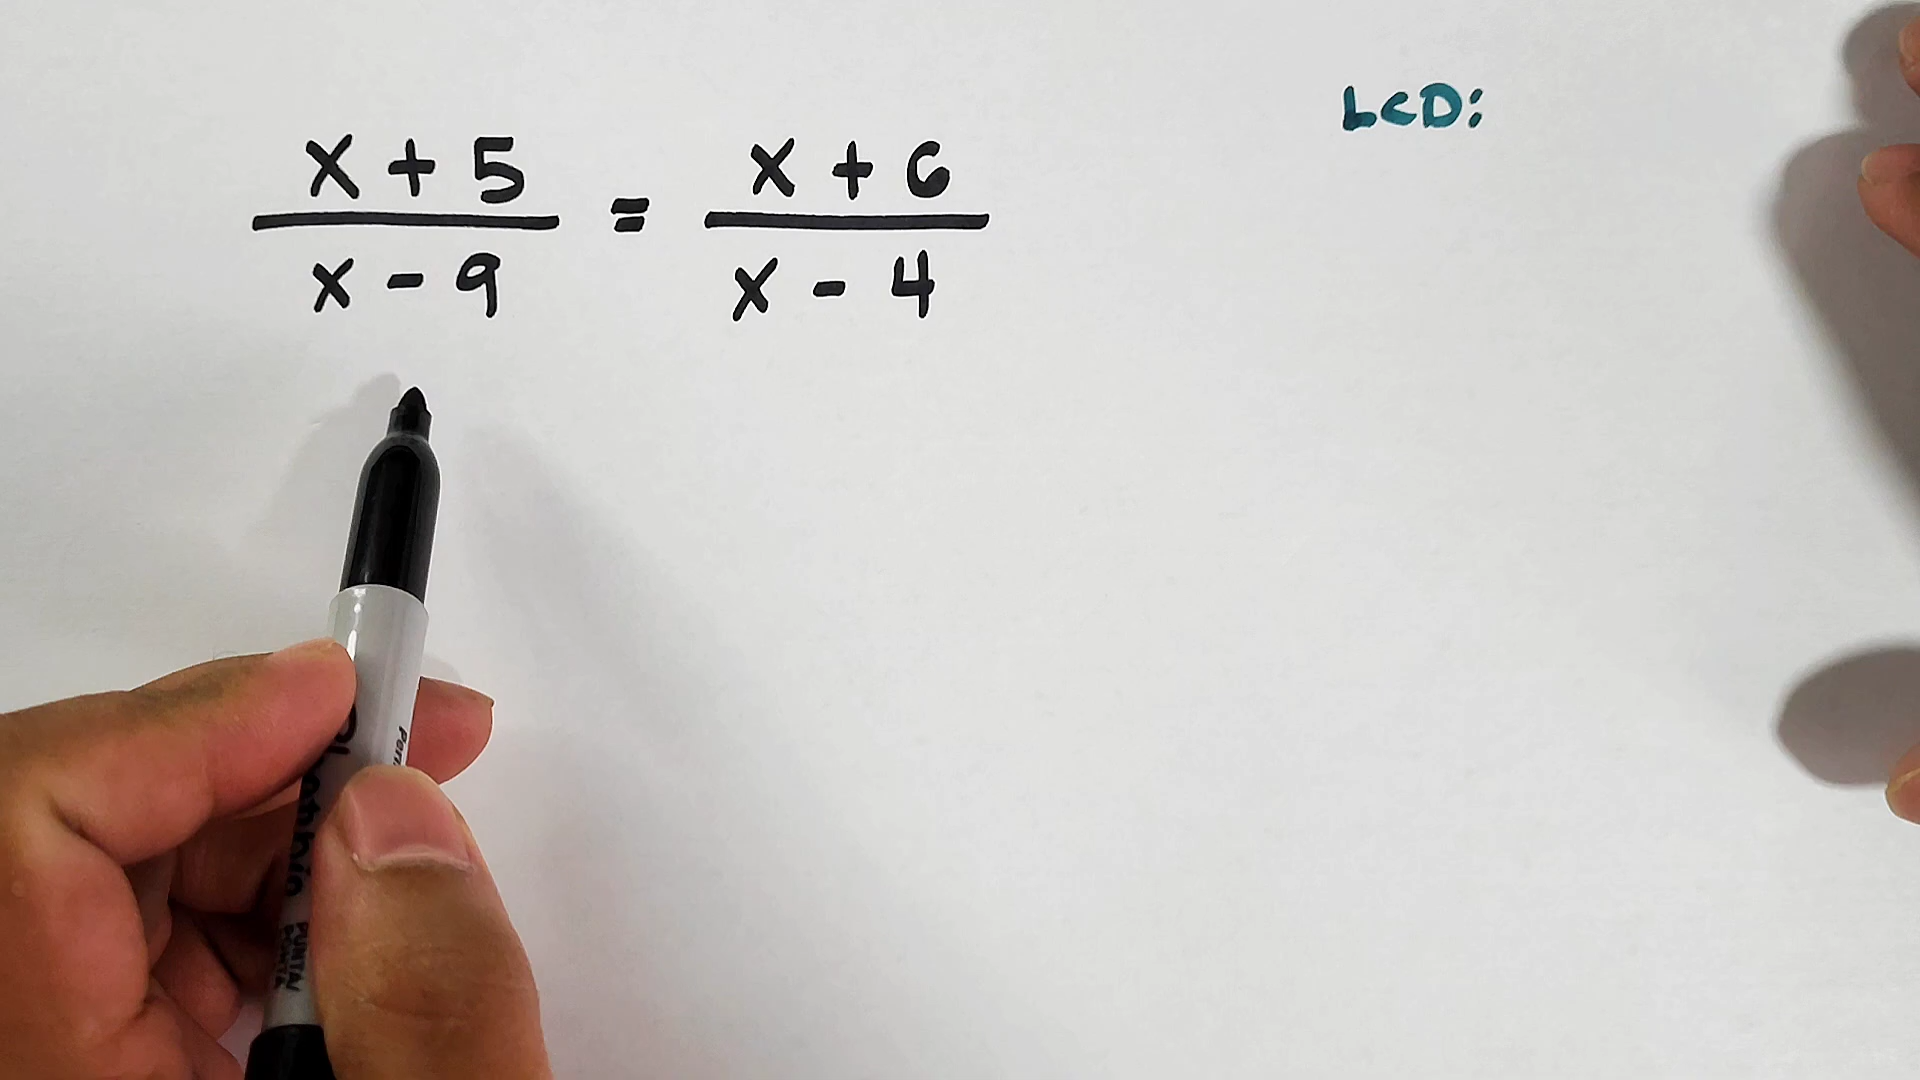 LCD:
x + 5 = x + 6
x - 9   x - 4